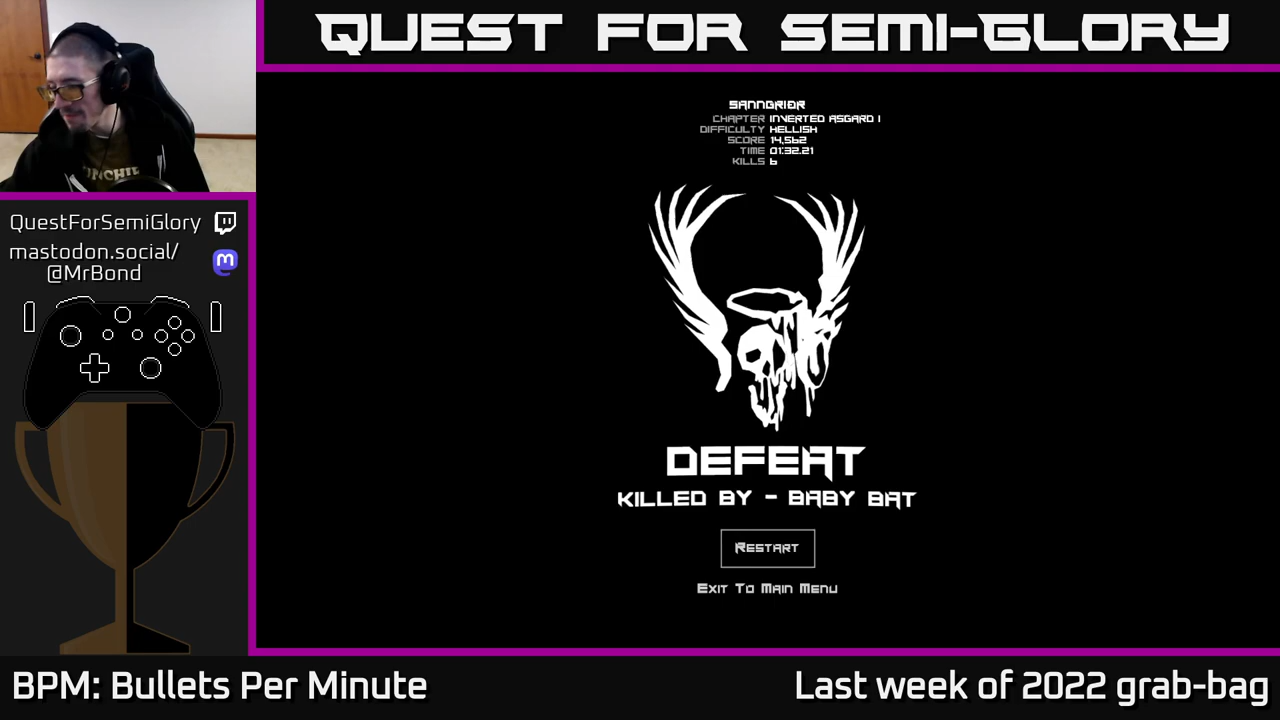 QUEST FOR SEMI-GLORY
SANNGRIÐR
CHAPTER INVERTED ASGARD I
DIFFICULTY HELLISH
SCORE 14,562
TIME 01:32.21
KILLS 6
QuestForSemiGlory
mastodon.social/
@MrBond
DEFEAT
KILLED BY - BABY BAT
RESTART
EXIT TO MAIN MENU
BPM: Bullets Per Minute
Last week of 2022 grab-bag